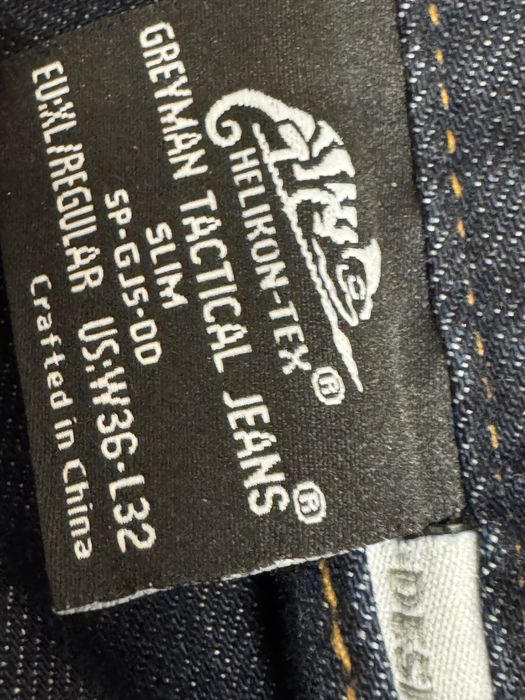 HELIKON-TEX®
GREYMAN TACTICAL JEANS®
SLIM
SP-GJS-DD
EU:XL/REGULAR US:W36-L32
Crafted in China